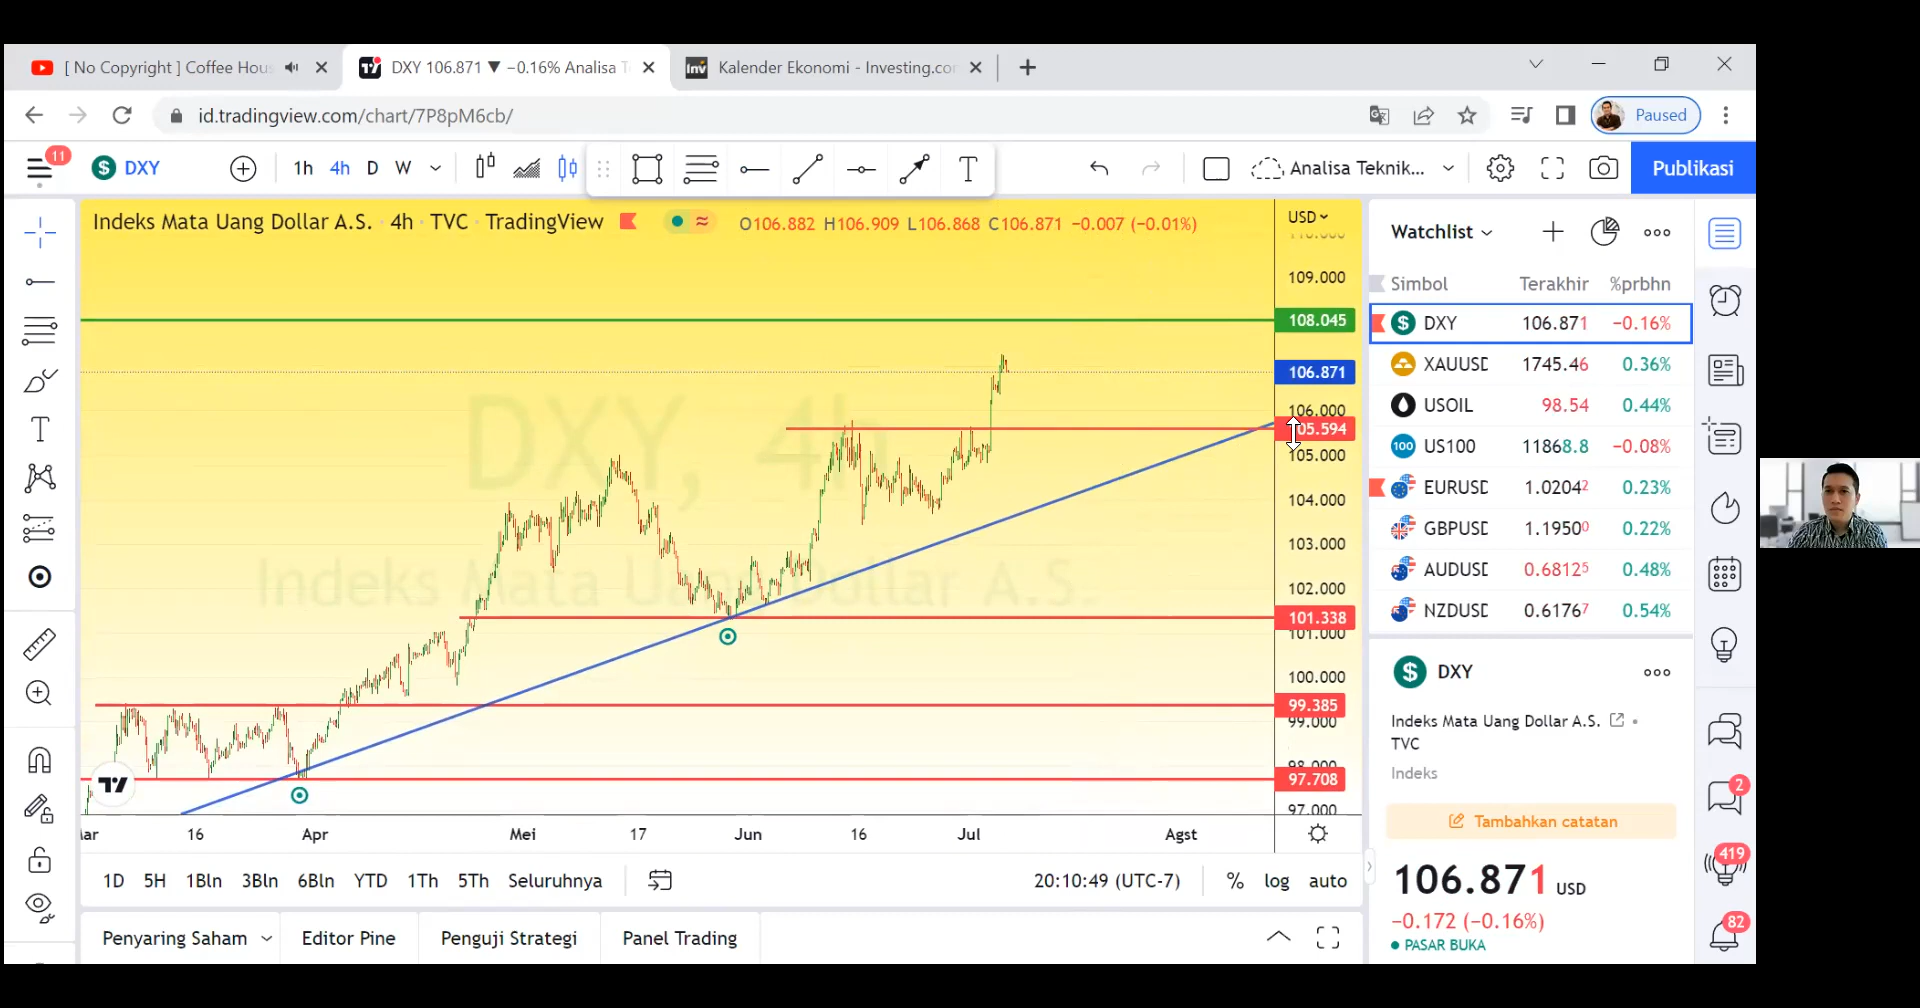 [ No Copyright ] Coffee Hous
DXY 106.871 ▼ −0.16% Analisa T
Kalender Ekonomi - Investing.co
id.tradingview.com/chart/7P8pM6cb/
Paused
11
DXY
1h 4h D W
T
Analisa Teknik...
Publikasi
Indeks Mata Uang Dollar A.S. · 4h · TVC · TradingView
O106.882 H106.909 L106.868 C106.871 −0.007 (−0.01%)
USD
109.000
108.045
106.871
106.000
105.594
105.000
104.000
103.000
102.000
101.338
101.000
100.000
99.385
99.000
98.000
97.708
97.000
DXY, 4h
Indeks Mata Uang Dollar A.S.
16 Apr Mei 17 Jun 16 Jul Agst
1D 5H 1Bln 3Bln 6Bln YTD 1Th 5Th Seluruhnya
20:10:49 (UTC-7) % log auto
Penyaring Saham Editor Pine Penguji Strategi Panel Trading
Watchlist
Simbol Terakhir %prbhn
DXY 106.871 −0.16%
XAUUSD 1745.46 0.36%
USOIL 98.54 0.44%
100 US100 11868.8 −0.08%
EURUSD 1.02042 0.23%
GBPUSD 1.19500 0.22%
AUDUSD 0.68125 0.48%
NZDUSD 0.61767 0.54%
DXY
Indeks Mata Uang Dollar A.S.
TVC
Indeks
Tambahkan catatan
106.871 USD
−0.172 (−0.16%)
PASAR BUKA
2
419
82